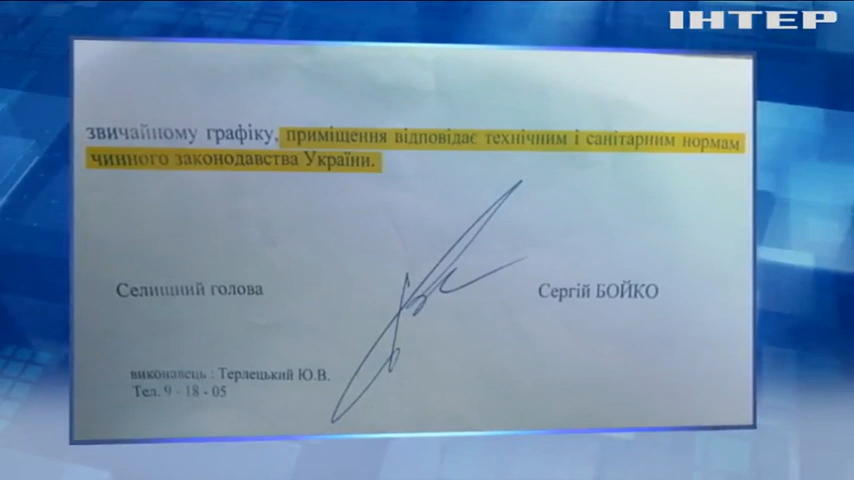 ІНТЕР
звичайному графіку, приміщення відповідає технічним і санітарним нормам
чинного законодавства України.
Селищний голова
Сергій БОЙКО
виконавець : Терлецький Ю.В.
Тел. 9 - 18 - 05